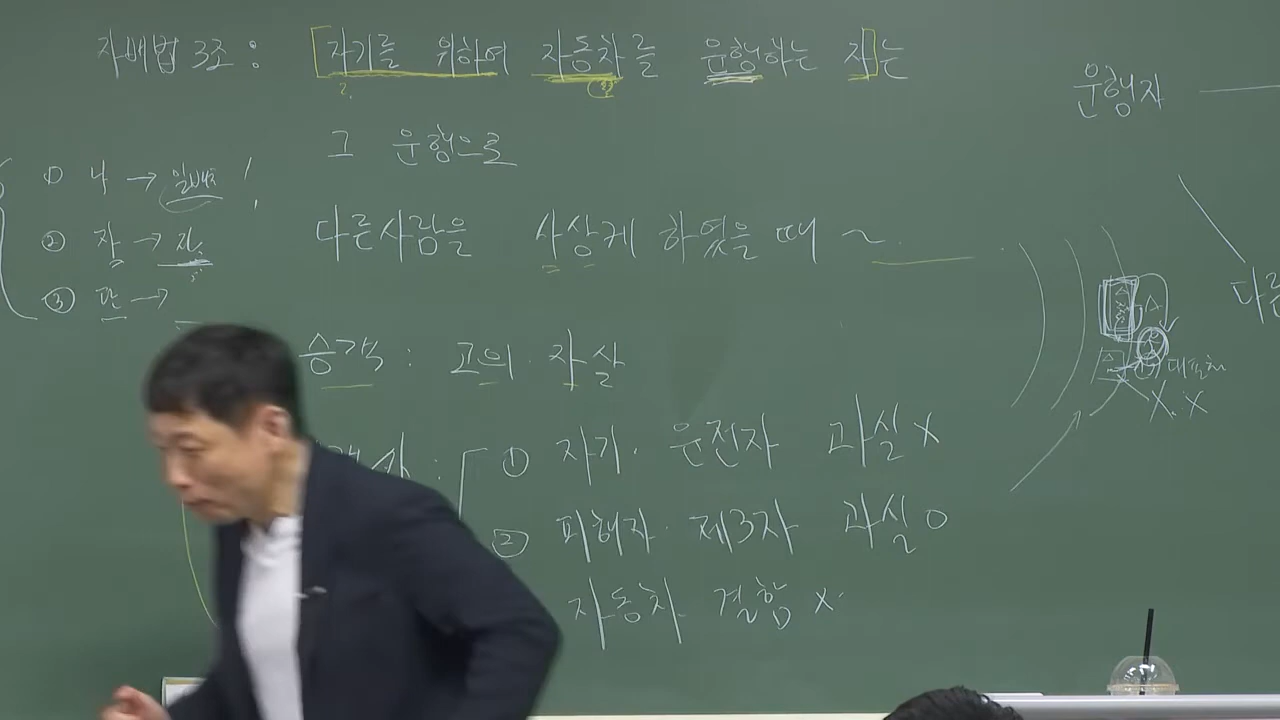 자배법 3조 : [자기를 위하여 자동차를 운행하는 자]는
?
그 운행으로
다른사람을 사상케 하였을 때 ~
승객 : 고의 · 자살
① 자기 · 운전자 과실 X
② 피해자 · 제3자 과실 O
자동차 결함 X
① 나 →
② 잠 → 자
③ 판 →
운행자
다른
X. X